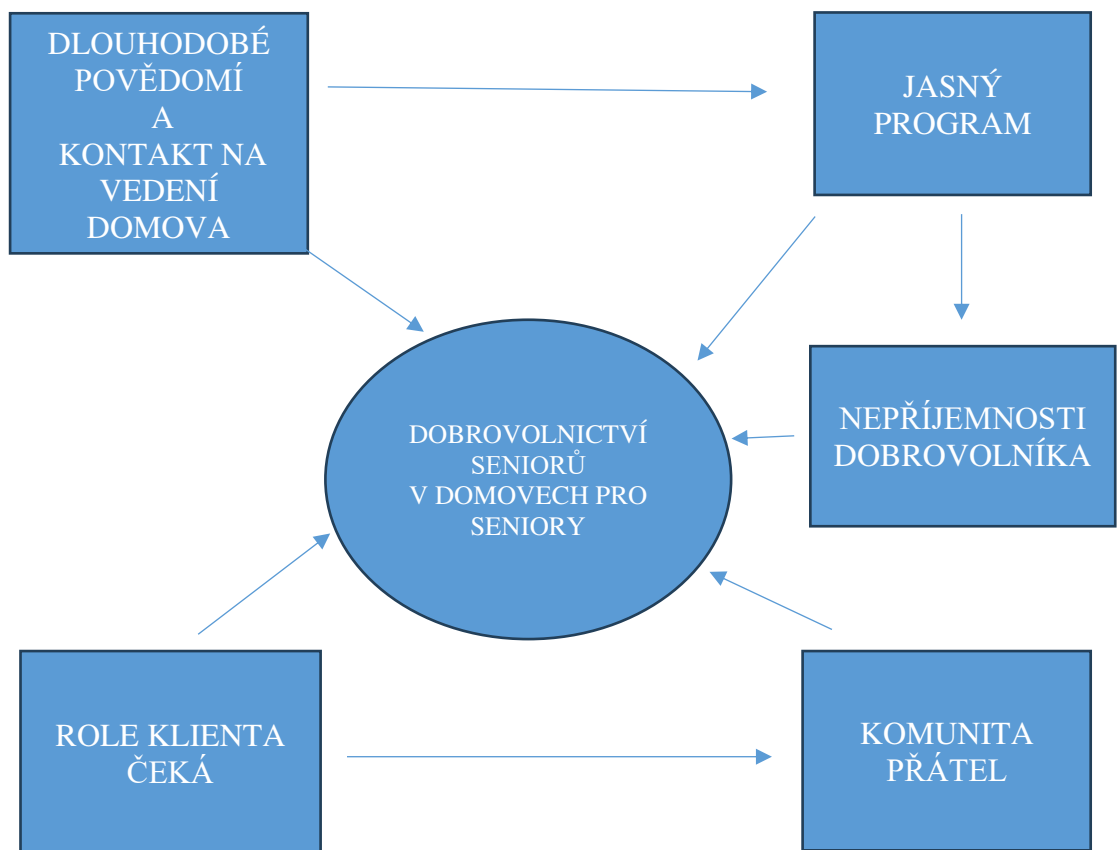 DLOUHODOBÉ
POVĚDOMÍ
A
KONTAKT NA
VEDENÍ
DOMOVA
JASNÝ
PROGRAM
NEPŘÍJEMNOSTI
DOBROVOLNÍKA
DOBROVOLNICTVÍ
SENIORŮ
V DOMOVECH PRO
SENIORY
ROLE KLIENTA
ČEKÁ
KOMUNITA
PŘÁTEL